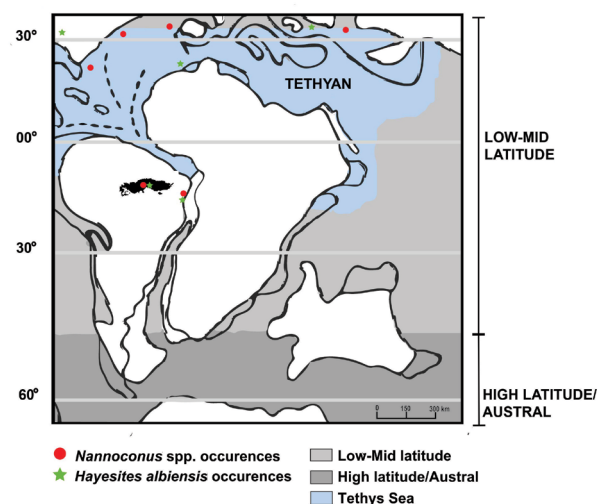 30º
TETHYAN
00º
LOW-MID
LATITUDE
30º
60º
0 150 300 km
HIGH LATITUDE/
AUSTRAL
Nannoconus spp. occurences
Hayesites albiensis occurences
Low-Mid latitude
High latitude/Austral
Tethys Sea